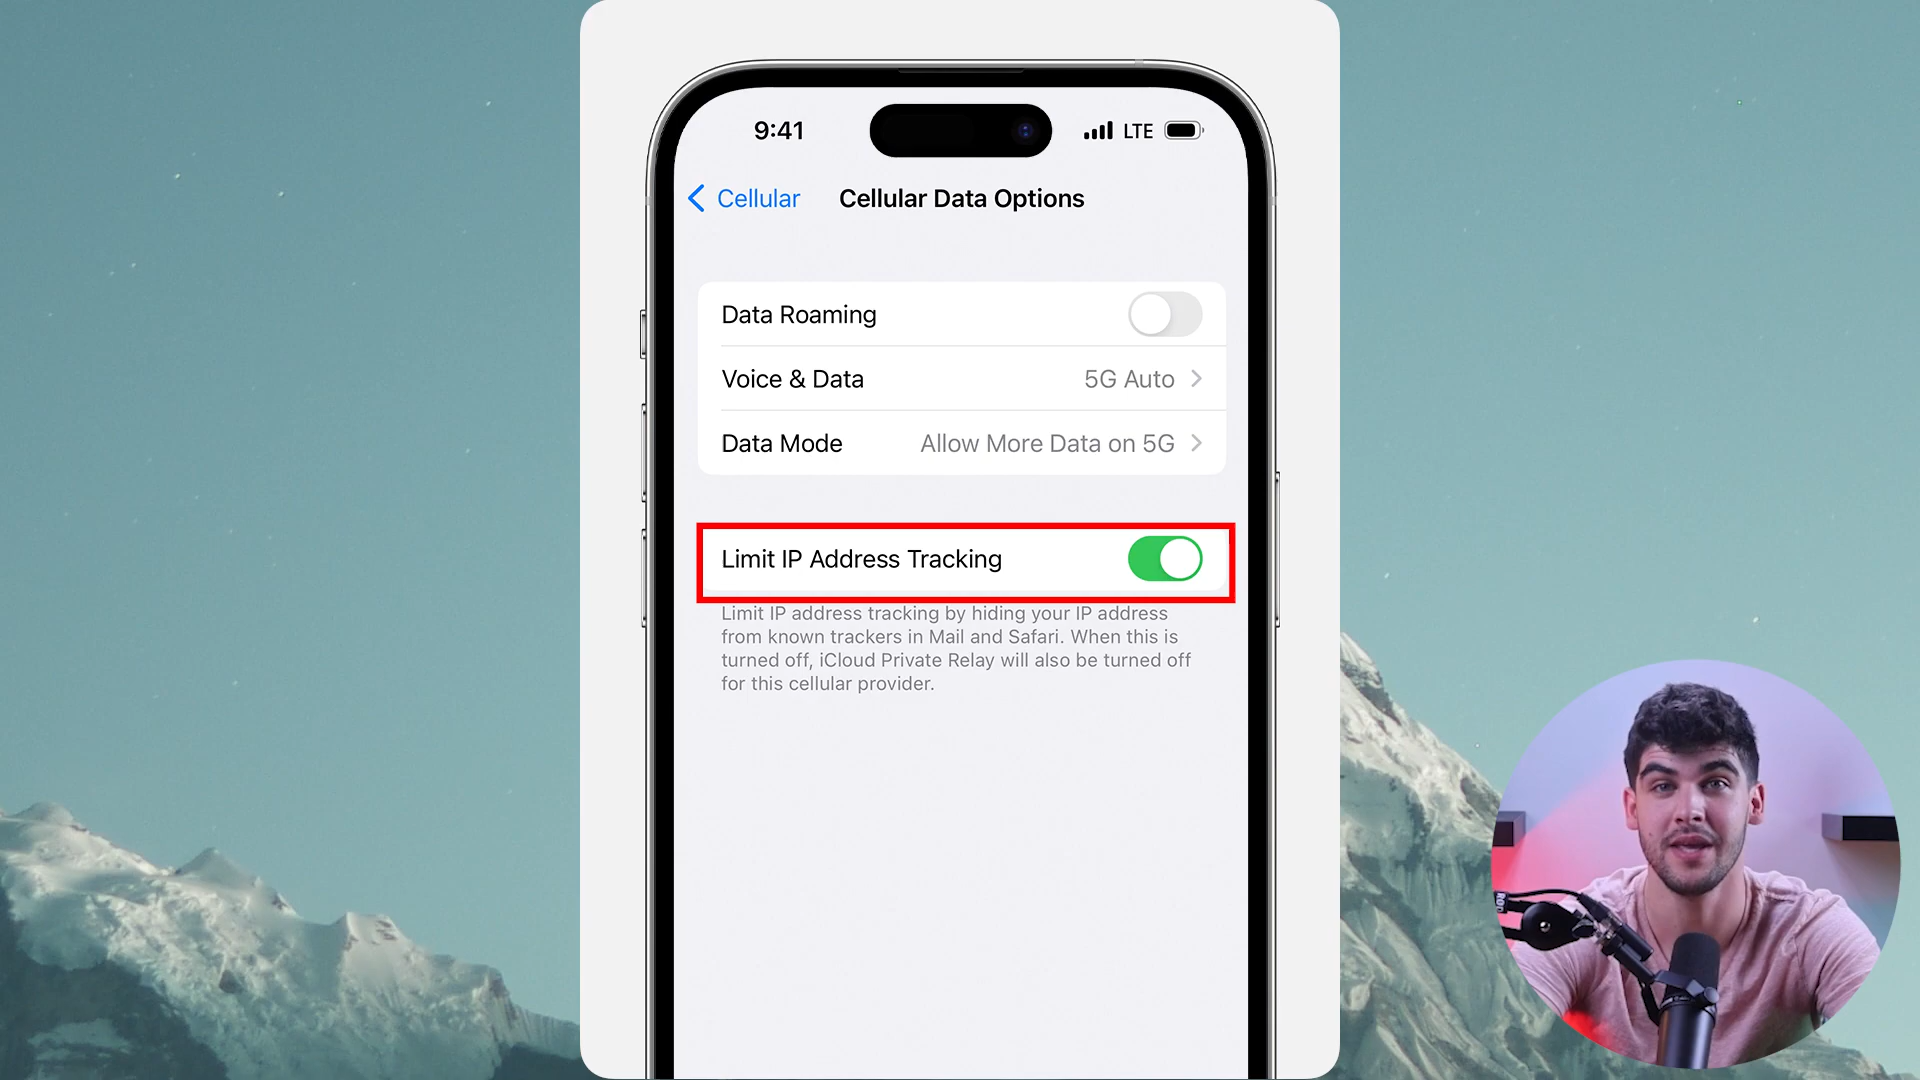 9:41
LTE
Cellular
Cellular Data Options
Data Roaming
Voice & Data
5G Auto
Data Mode
Allow More Data on 5G
Limit IP Address Tracking
Limit IP address tracking by hiding your IP address
from known trackers in Mail and Safari. When this is
turned off, iCloud Private Relay will also be turned off
for this cellular provider.